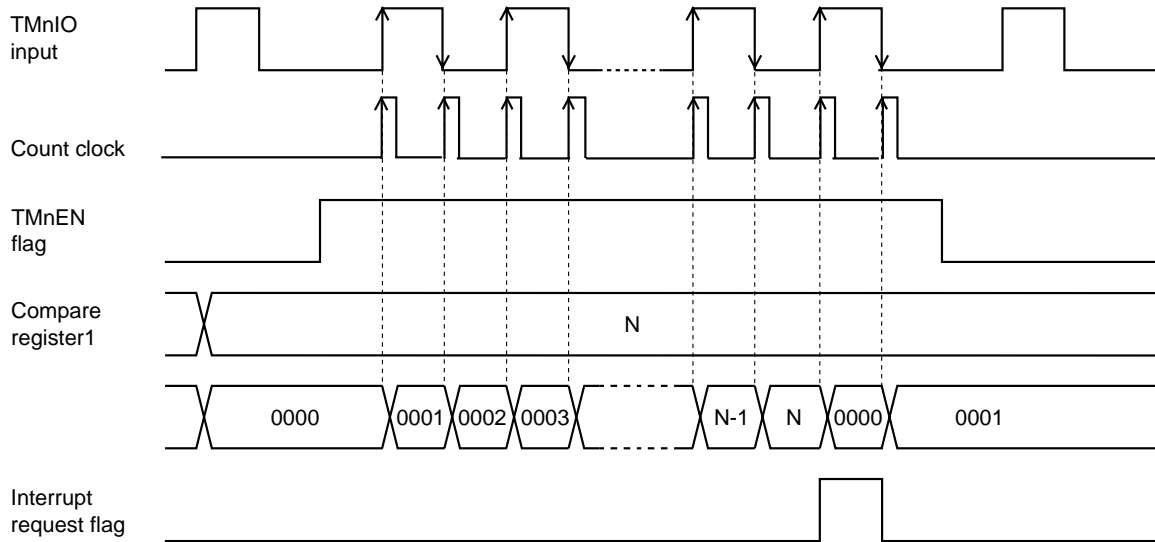 TMnIO
input
Count clock
TMnEN
flag
Compare
register1
N
0000 0001 0002 0003 N-1 N 0000 0001
Interrupt
request flag